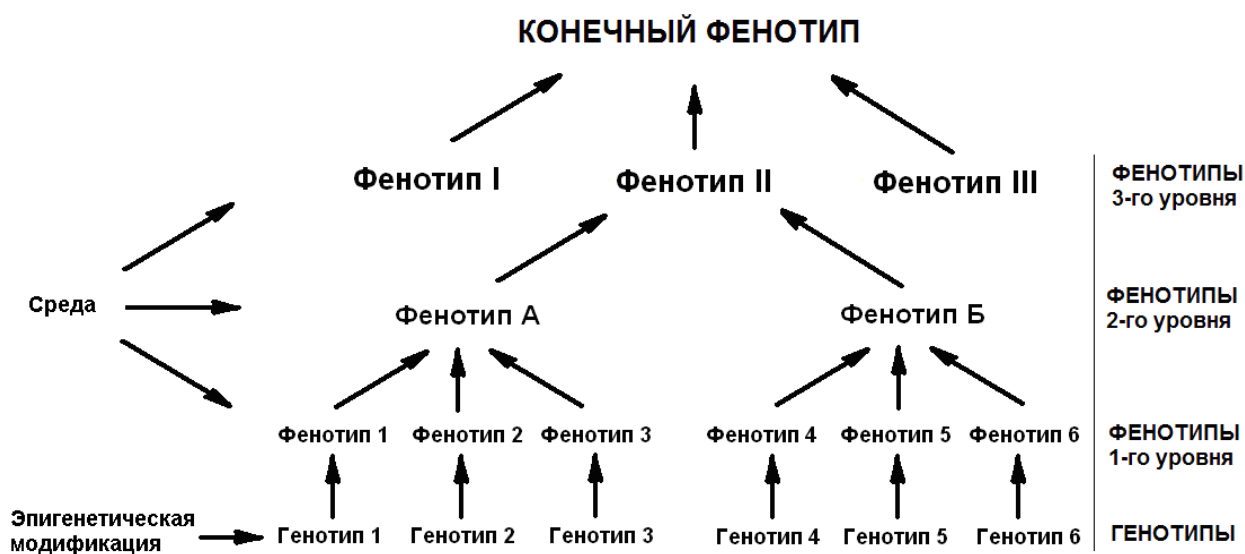 КОНЕЧНЫЙ ФЕНОТИП
Фенотип I
Фенотип II
Фенотип III
ФЕНОТИПЫ
3-го уровня
Среда
Фенотип А
Фенотип Б
ФЕНОТИПЫ
2-го уровня
Фенотип 1
Фенотип 2
Фенотип 3
Фенотип 4
Фенотип 5
Фенотип 6
ФЕНОТИПЫ
1-го уровня
Эпигенетическая
модификация
Генотип 1
Генотип 2
Генотип 3
Генотип 4
Генотип 5
Генотип 6
ГЕНОТИПЫ